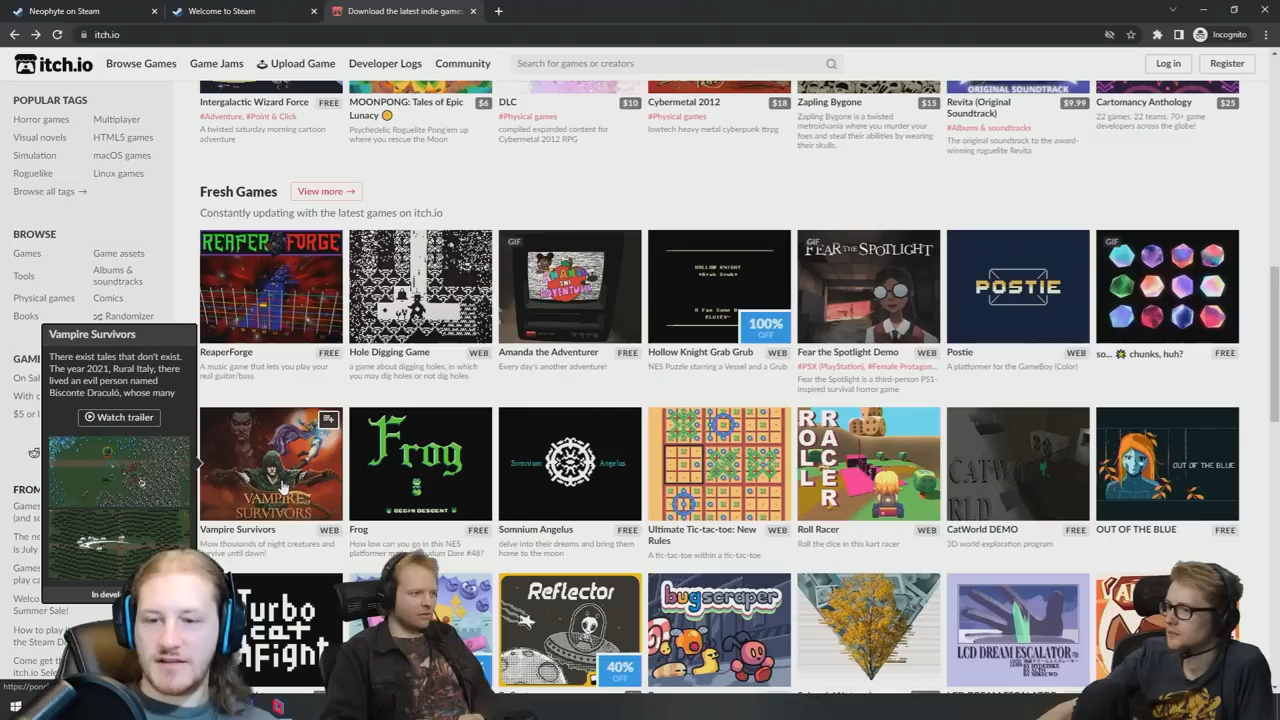 Neophyte on Steam
Welcome to Steam
Download the latest indie game
itch.io
Incognito
itch.io
Browse Games
Game Jams
Upload Game
Developer Logs
Community
Search for games or creators
Log in
Register
POPULAR TAGS
Horror games
Multiplayer
Visual novels
HTML5 games
Simulation
macOS games
Roguelike
Linux games
Browse all tags →
BROWSE
Games
Game assets
Tools
Albums &
soundtracks
Physical games
Comics
Books
Randomizer
Intergalactic Wizard Force
FREE
#Adventure, #Point & Click
A twisted saturday morning cartoon
adventure
MOONPONG: Tales of Epic
Lunacy
$6
Psychedelic Roguelite Pong'em up
where you restore the Moon
DLC
$10
#Physical games
compiled expanded content for
Cybermetal 2012 RPG
Cybermetal 2012
$18
#Physical games
lowtech heavy metal cyberpunk ttrpg
Zapling Bygone
$15
Zapling Bygone is a twisted
metroidvania where you murder your
foes and steal their abilities by wearing
their skulls.
ORIGINAL SOUNDTRACK
Revita (Original
Soundtrack)
$9.99
#Albums & soundtracks
The original soundtrack to the award-
winning roguelite Revita
Cartomancy Anthology
$25
22 games. 22 teams. 70+ game
developers across the globe!
Fresh Games
View more →
Constantly updating with the latest games on itch.io
REAPER FORGE
ReaperForge
FREE
A music game that lets you play your
real guitar/bass
Hole Digging Game
WEB
a game about digging holes, in which
you may dig holes or not dig holes
GIF
AMANDA
THE
ADVENTURER
Amanda the Adventurer
FREE
Every day's another adventure!
HOLLOW KNIGHT
Grab Grub
100%
OFF
Hollow Knight Grab Grub
WEB
NES Puzzle starring a Vessel and a Grub
GIF
FEAR THE SPOTLIGHT
Fear the Spotlight Demo
WEB
#PSX (PlayStation), #Female Protagon...
Fear the Spotlight is a third-person PS1-
inspired survival horror game
POSTIE
Postie
WEB
A platformer for the GameBoy (Color)
GIF
so... chunks, huh?
FREE
Vampire Survivors
There exist tales that don't exist.
The year 2021, Rural Italy, there
lived an evil person named
Bisconte Draculó, whose many
Watch trailer
VAMPIRE
SURVIVORS
Vampire Survivors
WEB
Mow thousands of night creatures and
survive until dawn!
Frog
BEGIN DESCENT
Frog
FREE
How low can you go in this NES
Somnium
Angelus
Somnium Angelus
FREE
delve into their dreams and bring them
home to the moon
Ultimate Tic-tac-toe: New
Rules
WEB
A tic-tac-toe within a tic-tac-toe
ROLL
RACER
Roll Racer
WEB
Roll the dice in this kart racer
CatWorld DEMO
FREE
3D world exploration program
OUT OF THE BLUE
OUT OF THE BLUE
FREE
Turbo
cat
Fight
Reflector
40%
OFF
bugscraper
LCD DREAM ESCALATOR